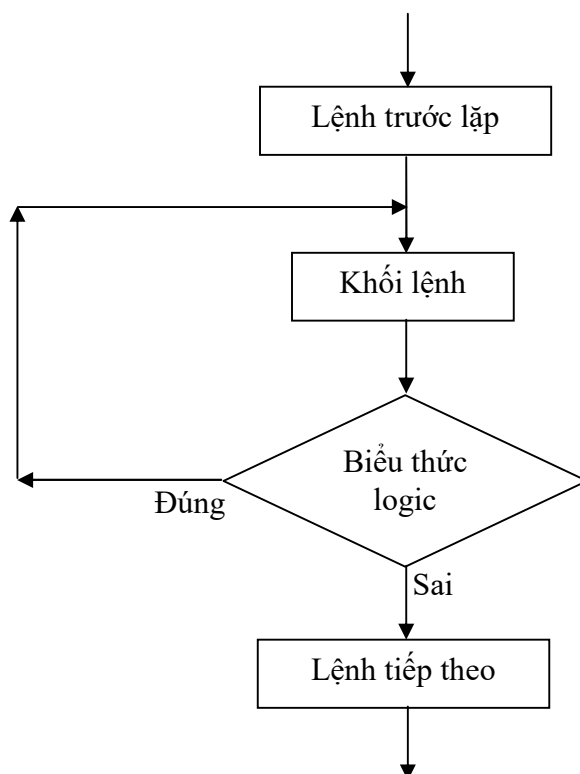 Lệnh trước lặp
Khối lệnh
Biểu thức
logic
Đúng
Sai
Lệnh tiếp theo